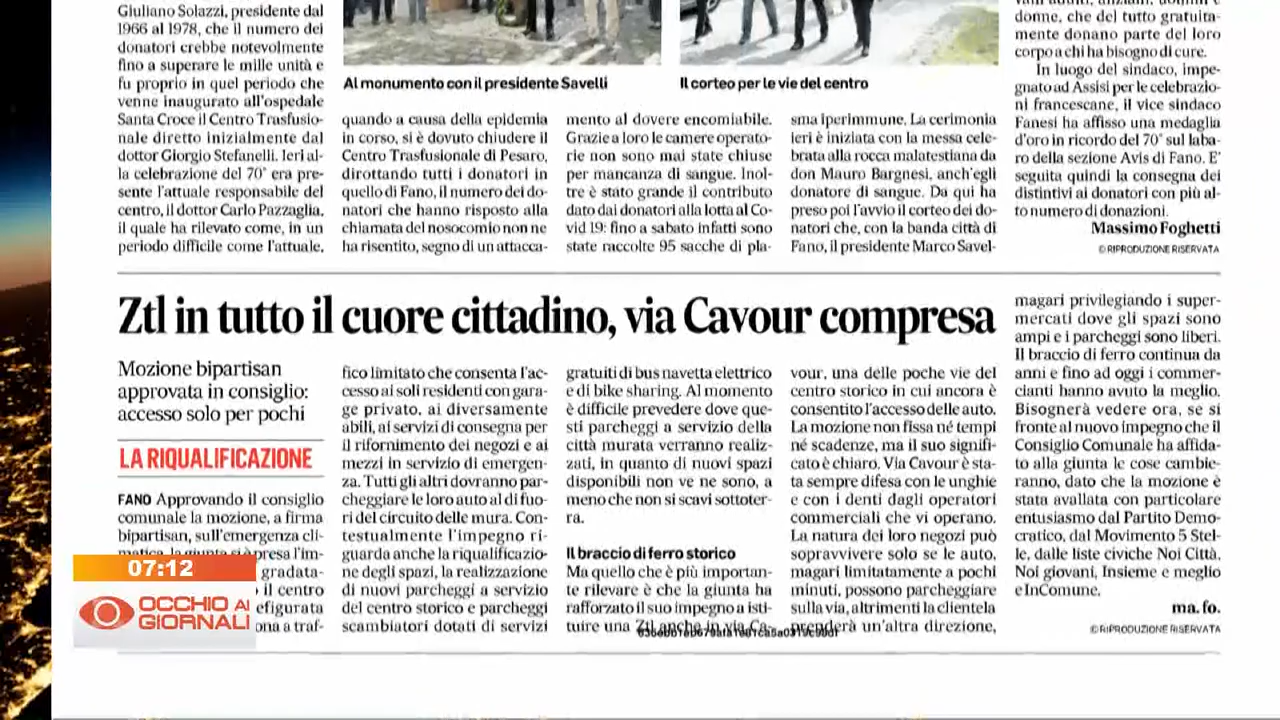 Giuliano Solazzi, presidente dal
1966 al 1978, che il numero dei
donatori crebbe notevolmente
fino a superare le mille unità e
fu proprio in quel periodo che
venne inaugurato all'ospedale
Santa Croce il Centro Trasfusio-
nale diretto inizialmente dal
dottor Giorgio Stefanelli. Ieri al-
la celebrazione del 70° era pre-
sente l'attuale responsabile del
centro, il dottor Carlo Pazzaglia,
il quale ha rilevato come, in un
periodo difficile come l'attuale,
Al monumento con il presidente Savelli
Il corteo per le vie del centro
quando a causa della epidemia
in corso, si è dovuto chiudere il
Centro Trasfusionale di Pesaro,
dirottando tutti i donatori in
quello di Fano, il numero dei do-
natori che hanno risposto alla
chiamata del nosocomio non ne
ha risentito, segno di un attacca-
mento al dovere encomiabile.
Grazie a loro le camere operato-
rie non sono mai state chiuse
per mancanza di sangue. Inol-
tre è stato grande il contributo
dato dai donatori alla lotta al Co-
vid 19: fino a sabato infatti sono
state raccolte 95 sacche di pla-
sma iperimmune. La cerimonia
ieri è iniziata con la messa cele-
brata alla rocca malatestiana da
don Mauro Bargnesi, anch'egli
donatore di sangue. Da qui ha
preso poi l'avvio il corteo dei do-
natori che, con la banda città di
Fano, il presidente Marco Savel-
donne, che del tutto gratuita-
mente donano parte del loro
corpo a chi ha bisogno di cure.
In luogo del sindaco, impe-
gnato ad Assisi per le celebrazio-
ni francescane, il vice sindaco
Fanesi ha affisso una medaglia
d'oro in ricordo del 70° sul laba-
ro della sezione Avis di Fano. E'
seguita quindi la consegna dei
distintivi ai donatori con più al-
to numero di donazioni.
Massimo Foghetti
© RIPRODUZIONE RISERVATA
Ztl in tutto il cuore cittadino, via Cavour compresa
Mozione bipartisan
approvata in consiglio:
accesso solo per pochi
LA RIQUALIFICAZIONE
FANO Approvando il consiglio
comunale la mozione, a firma
bipartisan, sull'emergenza cli-
matica, la giunta si è presa l'im-
gradata-
il centro
efigurata
ona a traf-
fico limitato che consenta l'ac-
cesso ai soli residenti con gara-
ge privato, ai diversamente
abili, ai servizi di consegna per
il rifornimento dei negozi e ai
mezzi in servizio di emergen-
za. Tutti gli altri dovranno par-
cheggiare le loro auto al di fuo-
ri del circuito delle mura. Con-
testualmente l'impegno ri-
guarda anche la riqualificazio-
ne degli spazi, la realizzazione
di nuovi parcheggi a servizio
del centro storico e parcheggi
scambiatori dotati di servizi
gratuiti di bus navetta elettrico
e di bike sharing. Al momento
è difficile prevedere dove que-
sti parcheggi a servizio della
città murata verranno realiz-
zati, in quanto di nuovi spazi
disponibili non ve ne sono, a
meno che non si scavi sottoter-
ra.
Il braccio di ferro storico
Ma quello che è più importan-
te rilevare è che la giunta ha
rafforzato il suo impegno a isti-
tuire una Ztl anche in via Ca-
vour, una delle poche vie del
centro storico in cui ancora è
consentito l'accesso delle auto.
La mozione non fissa né tempi
né scadenze, ma il suo signifi-
cato è chiaro. Via Cavour è sta-
ta sempre difesa con le unghie
e con i denti dagli operatori
commerciali che vi operano.
La natura dei loro negozi può
sopravvivere solo se le auto,
magari limitatamente a pochi
minuti, possono parcheggiare
sulla via, altrimenti la clientela
prenderà un'altra direzione,
magari privilegiando i super-
mercati dove gli spazi sono
ampi e i parcheggi sono liberi.
Il braccio di ferro continua da
anni e fino ad oggi i commer-
cianti hanno avuto la meglio.
Bisognerà vedere ora, se si
fronte al nuovo impegno che il
Consiglio Comunale ha affida-
to alla giunta le cose cambie-
ranno, dato che la mozione è
stata avallata con particolare
entusiasmo dal Partito Demo-
cratico, dal Movimento 5 Stel-
le, dalle liste civiche Noi Città,
Noi giovani, Insieme e meglio
e InComune.
ma. fo.
© RIPRODUZIONE RISERVATA
07:12
OCCHIO AI
GIORNALI